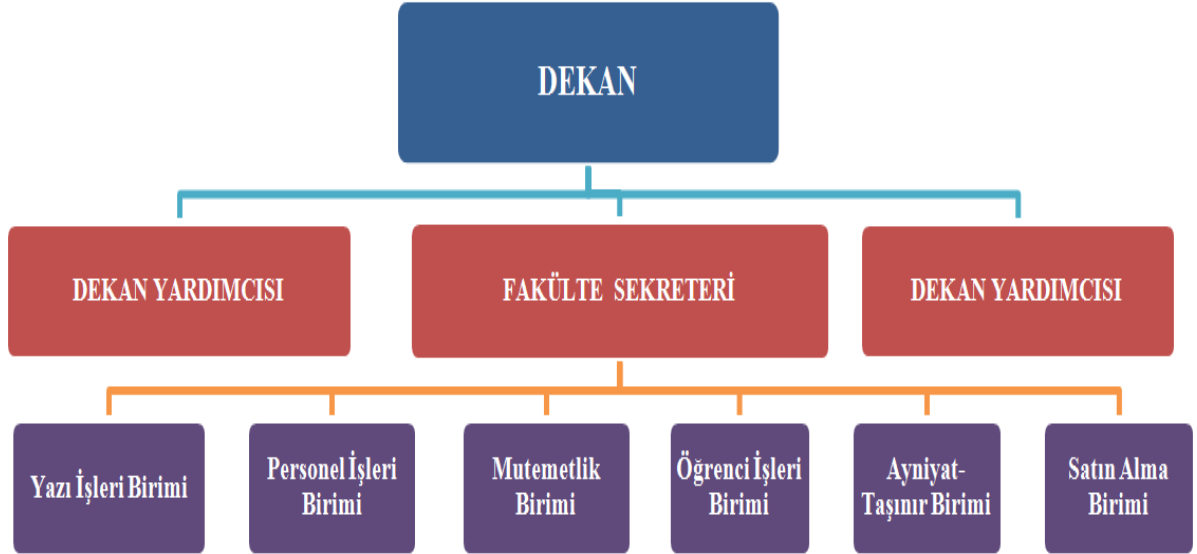 DEKAN
DEKAN YARDIMCISI
FAKÜLTE SEKRETERİ
DEKAN YARDIMCISI
Yazı İşleri Birimi
Personel İşleri
Birimi
Mutemetlik
Birimi
Öğrenci İşleri
Birimi
Ayniyat-
Taşınır Birimi
Satın Alma
Birimi